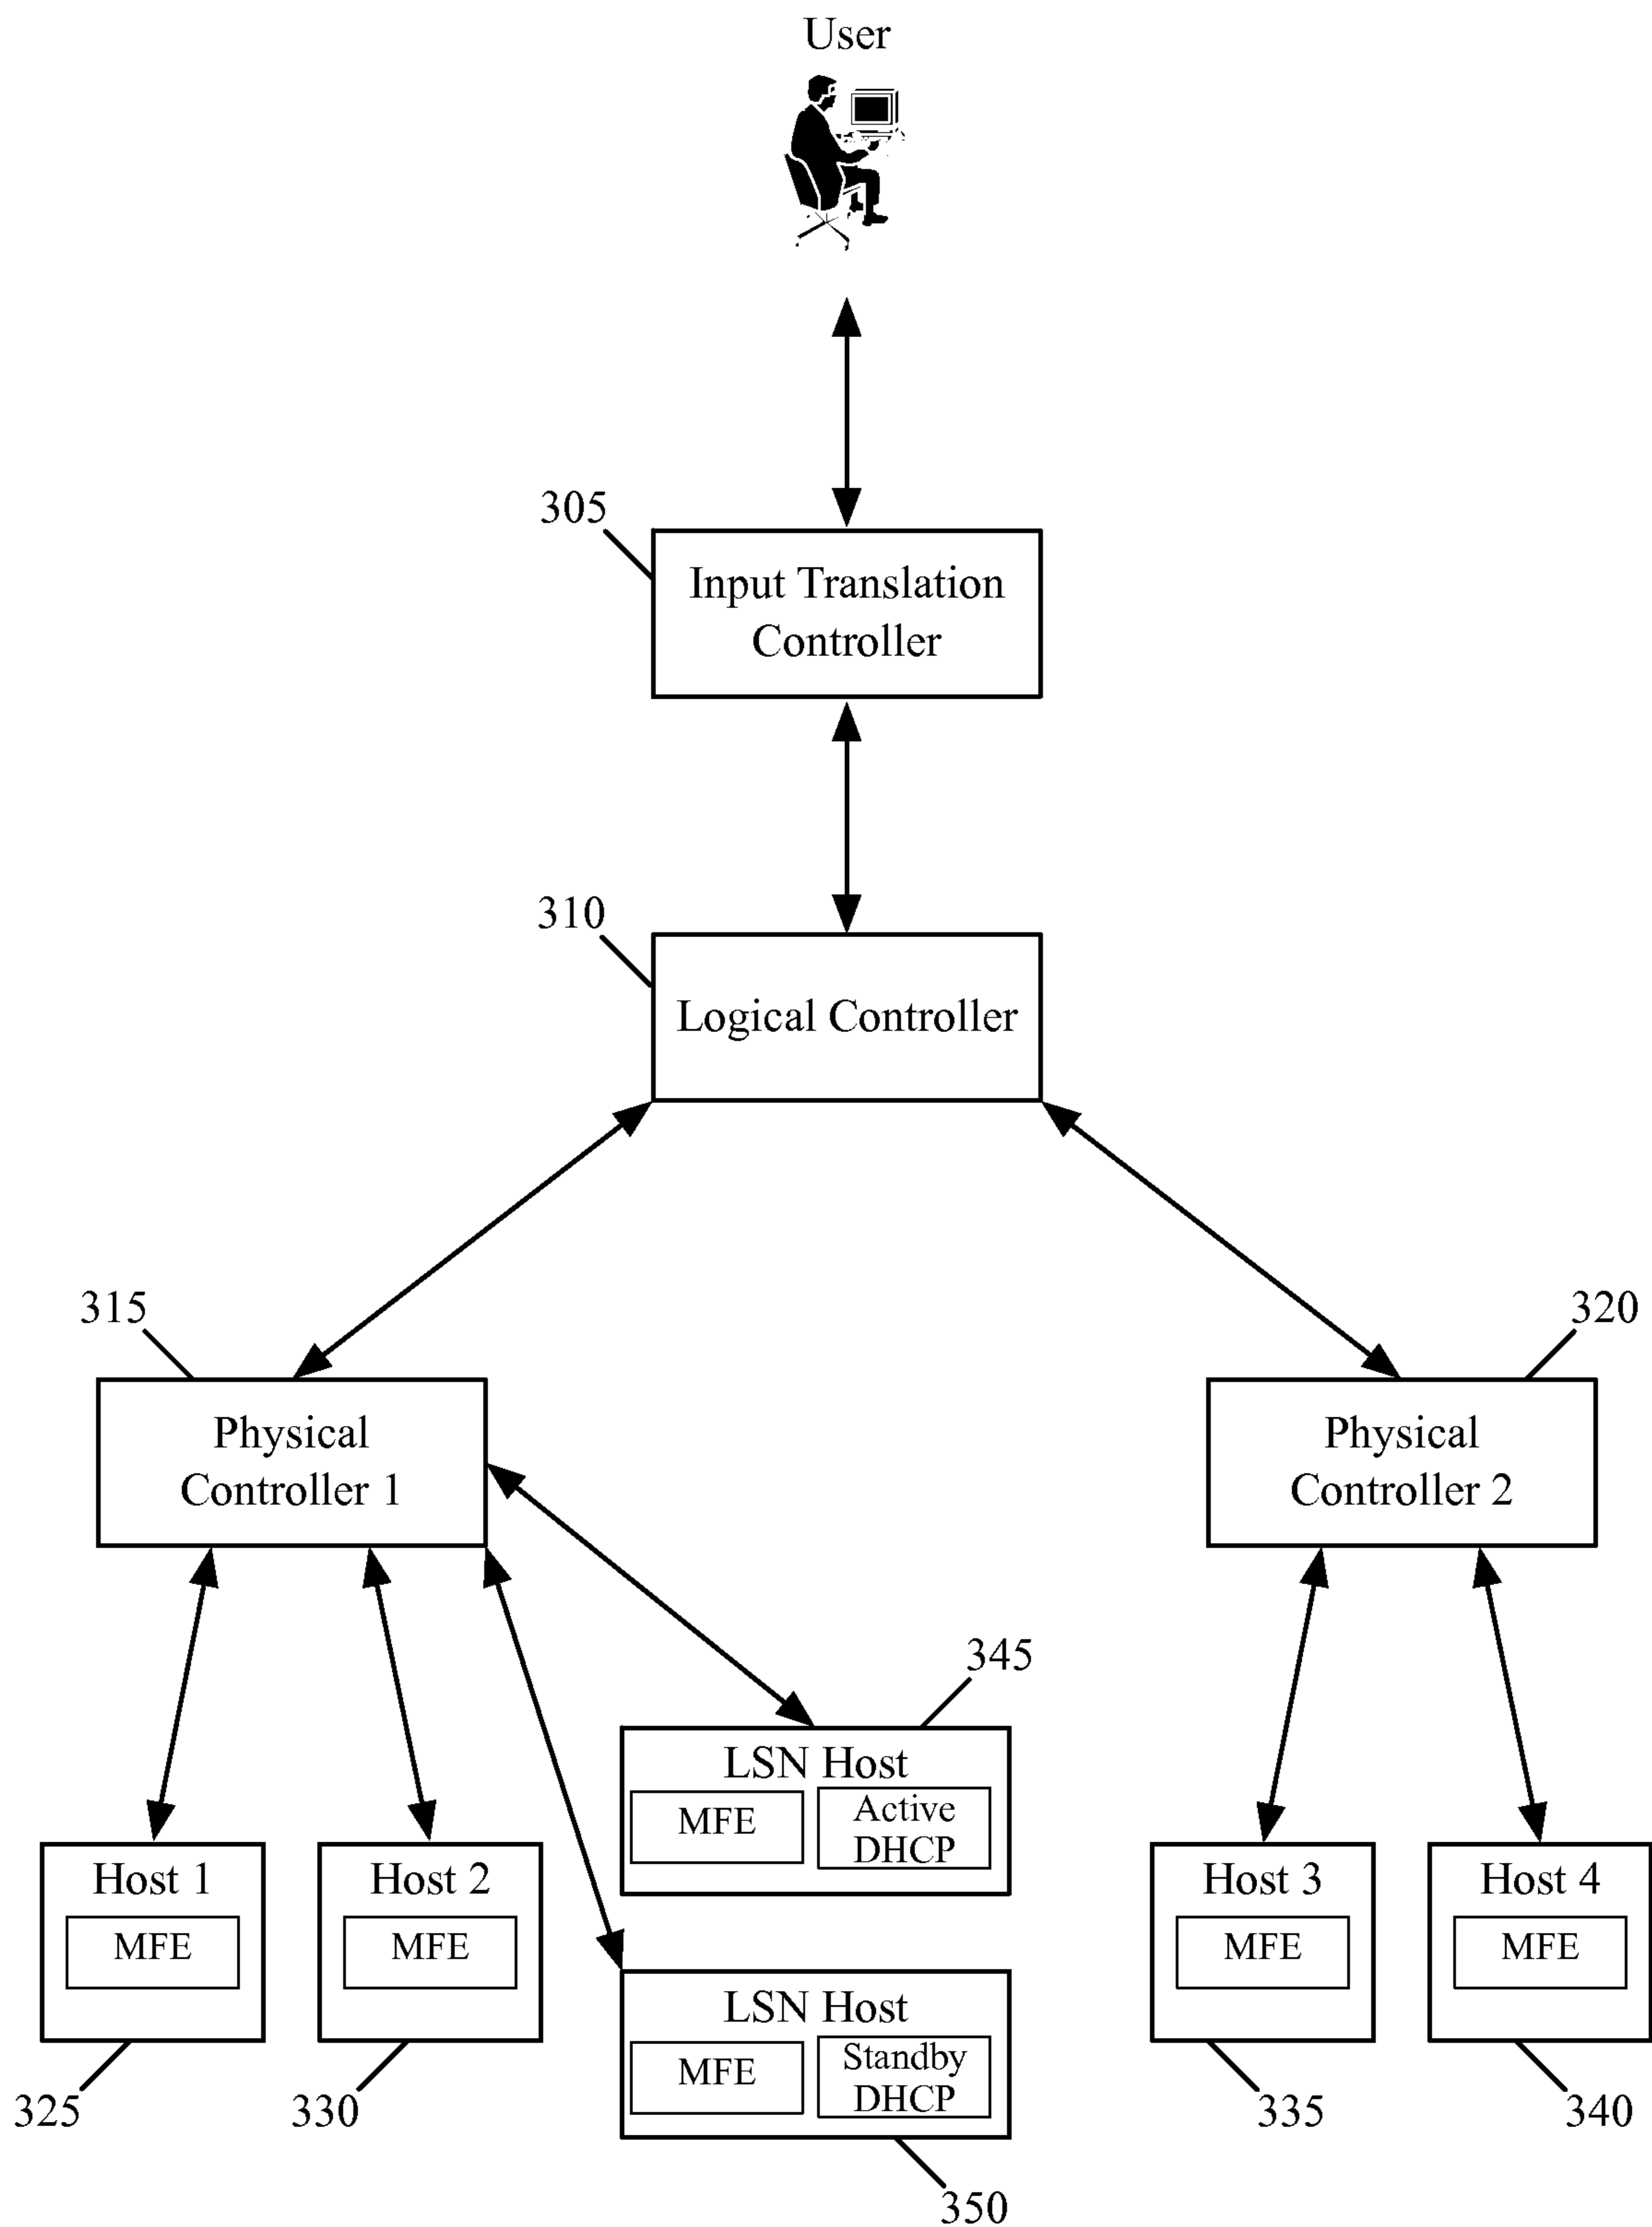 User
305
Input Translation
Controller
310
Logical Controller
315
320
Physical
Controller 1
Physical
Controller 2
345
LSN Host
MFE
Active
DHCP
Host 1
MFE
Host 2
MFE
Host 3
MFE
Host 4
MFE
LSN Host
MFE
Standby
DHCP
325
330
335
340
350